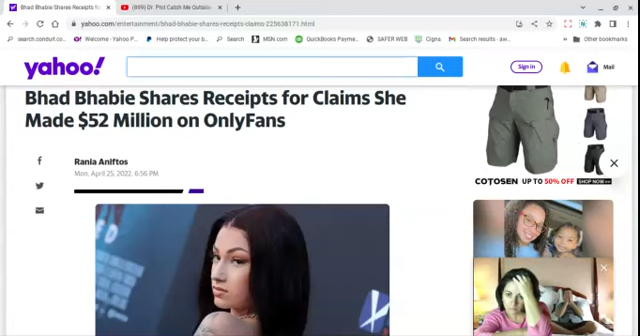 Bhad Bhabie Shares Receipts fo
(899) Dr. Phil Catch Me Outside
yahoo.com/entertainment/bhad-bhabie-shares-receipts-claims-225638171.html
search.conduit.co... Welcome - Yahoo P... Help protect your b... Search MSN.com QuickBooks Payme... SAFER WEB Cigna Search results - aw... Other bookmarks
yahoo! Sign in Mail
Bhad Bhabie Shares Receipts for Claims She
Made $52 Million on OnlyFans
Rania Aniftos
Mon, April 25, 2022, 6:56 PM
COTOSEN UP TO 50% OFF SHOP NOW>>